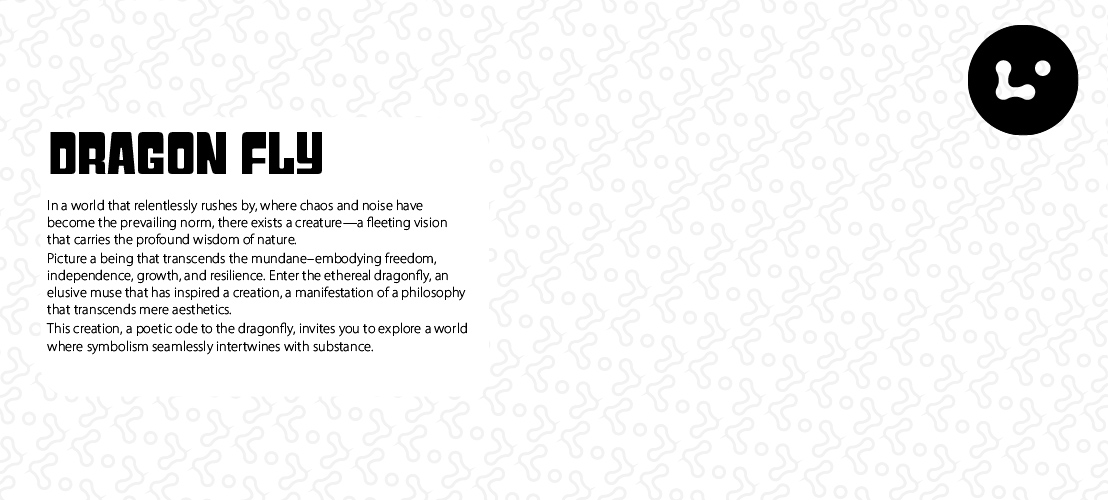 DRAGON FLY
In a world that relentlessly rushes by, where chaos and noise have
become the prevailing norm, there exists a creature—a fleeting vision
that carries the profound wisdom of nature.
Picture a being that transcends the mundane–embodying freedom,
independence, growth, and resilience. Enter the ethereal dragonfly, an
elusive muse that has inspired a creation, a manifestation of a philosophy
that transcends mere aesthetics.
This creation, a poetic ode to the dragonfly, invites you to explore a world
where symbolism seamlessly intertwines with substance.